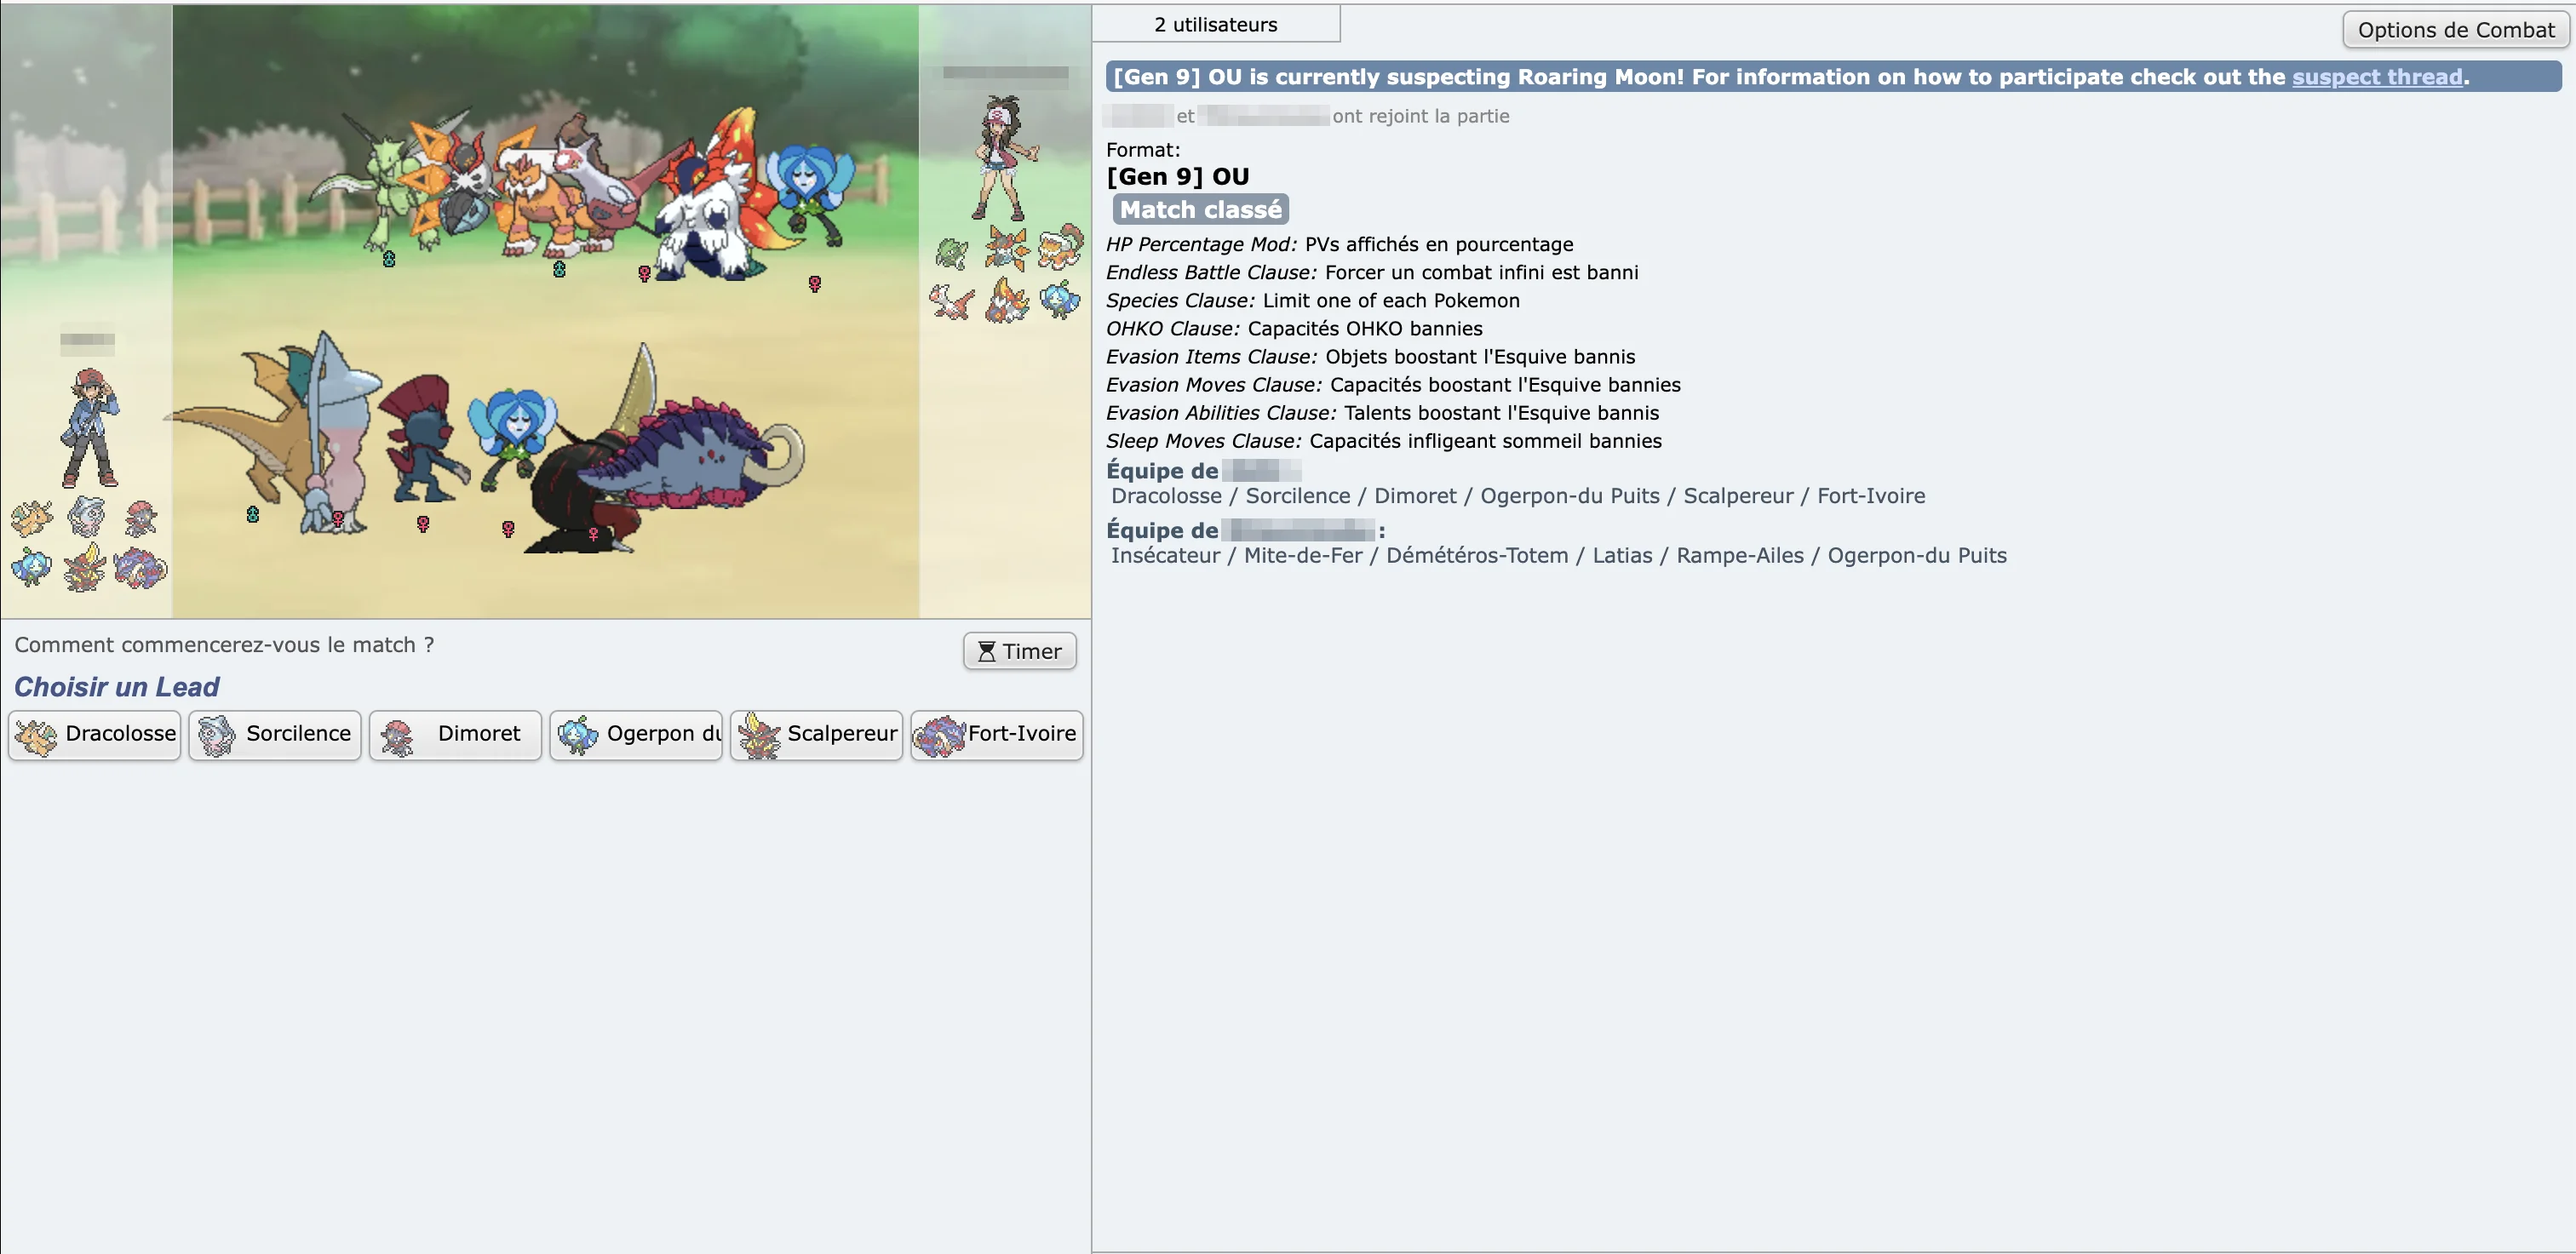 2 utilisateurs
Options de Combat
[Gen 9] OU is currently suspecting Roaring Moon! For information on how to participate check out the suspect thread.
et ont rejoint la partie
Format:
[Gen 9] OU
Match classé
HP Percentage Mod: PVs affichés en pourcentage
Endless Battle Clause: Forcer un combat infini est banni
Species Clause: Limit one of each Pokemon
OHKO Clause: Capacités OHKO bannies
Evasion Items Clause: Objets boostant l'Esquive bannis
Evasion Moves Clause: Capacités boostant l'Esquive bannies
Evasion Abilities Clause: Talents boostant l'Esquive bannis
Sleep Moves Clause: Capacités infligeant sommeil bannies
Équipe de
Dracolosse / Sorcilence / Dimoret / Ogerpon-du Puits / Scalpereur / Fort-Ivoire
Équipe de :
Insécateur / Mite-de-Fer / Démétéros-Totem / Latias / Rampe-Ailes / Ogerpon-du Puits
Comment commencerez-vous le match ?
Timer
Choisir un Lead
Dracolosse
Sorcilence
Dimoret
Ogerpon du
Scalpereur
Fort-Ivoire